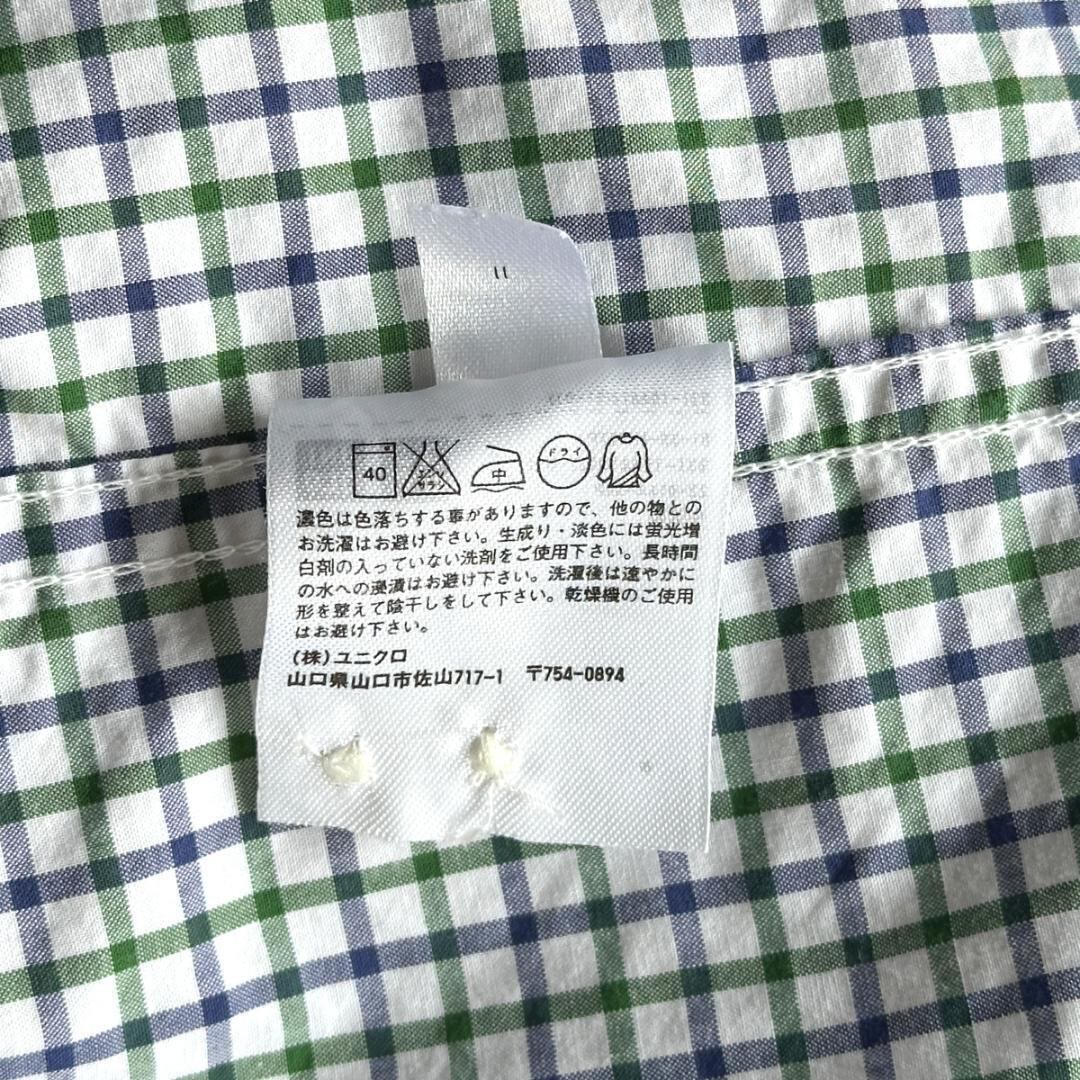 II
40
エンソ
サラシ
中
ドライ
濃色は色落ちする事がありますので、他の物との
お洗濯はお避け下さい。生成り・淡色には蛍光増
白剤の入っていない洗剤をご使用下さい。長時間
の水への浸漬はお避け下さい。洗濯後は速やかに
形を整えて陰干しをして下さい。乾燥機のご使用
はお避け下さい。
(株)ユニクロ
山口県山口市佐山717-1 〒754-0894